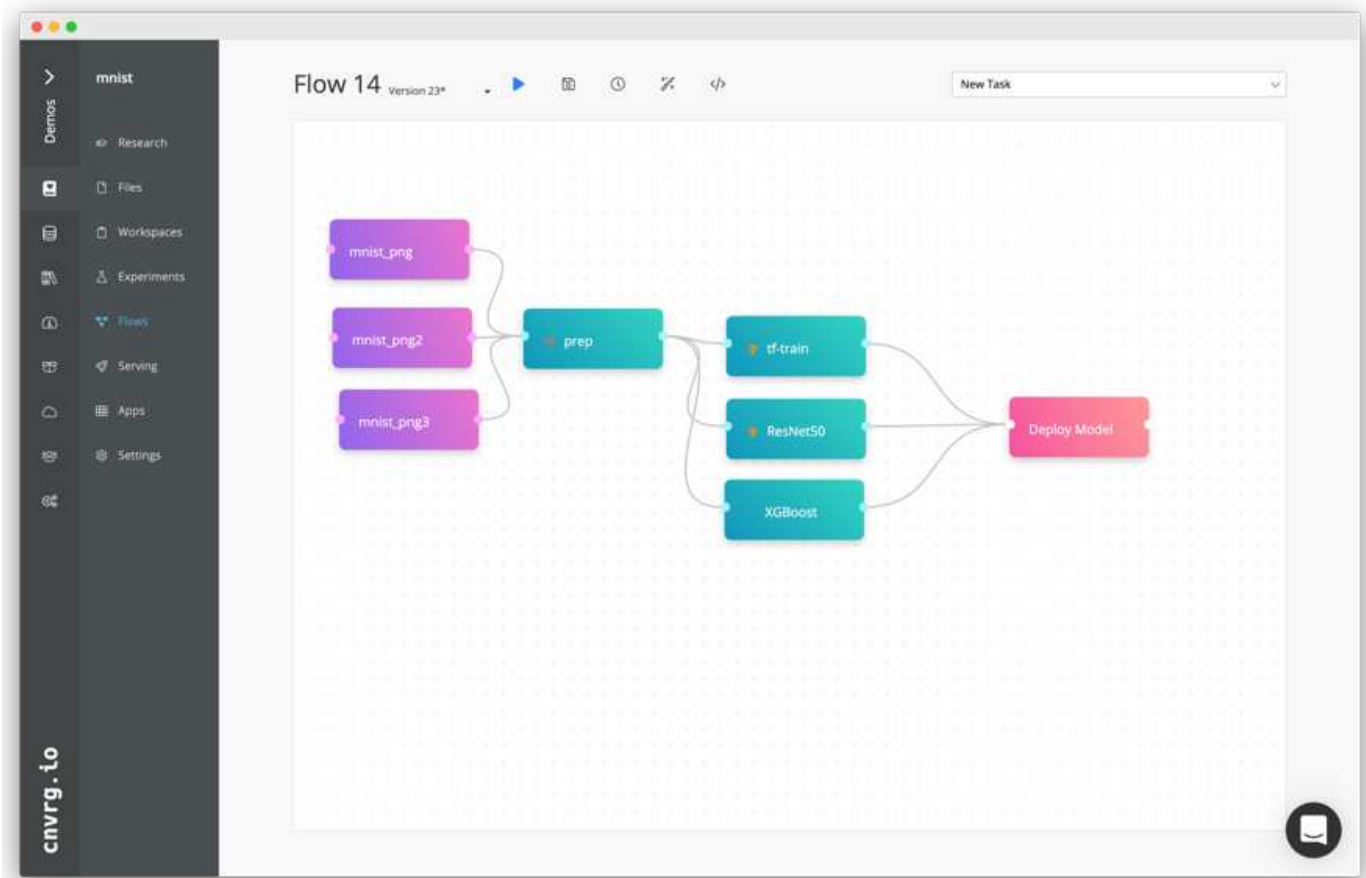 Demos
cnvrg.io
mnist
Research
Files
Workspaces
Experiments
Flows
Serving
Apps
Settings
Flow 14 Version 23*
</>
New Task
mnist_png
mnist_png2
mnist_png3
prep
tf-train
ResNet50
XGBoost
Deploy Model